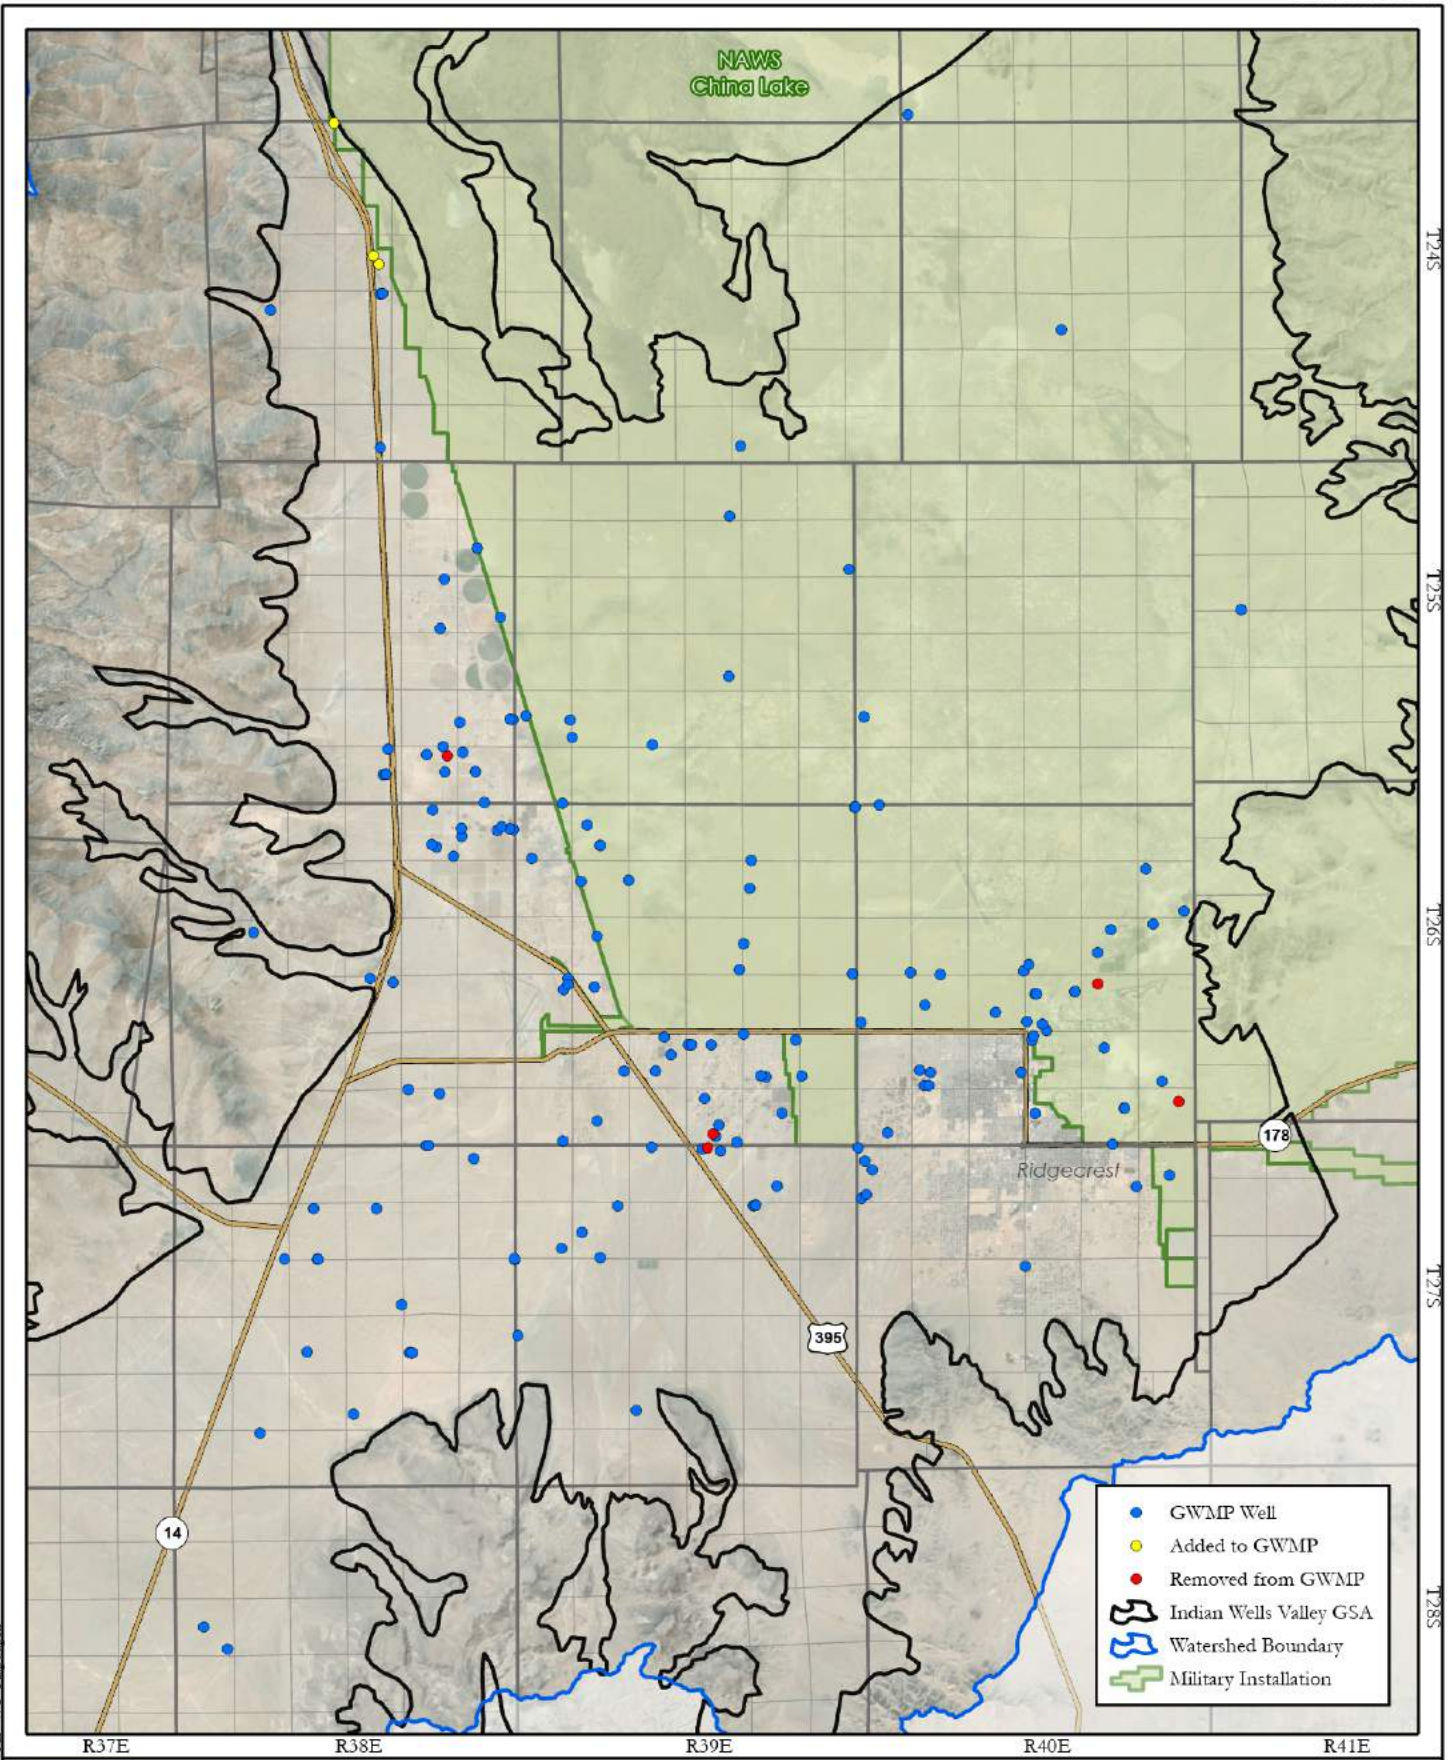 NAWS
China Lake
T24S
T25S
T26S
178
Ridgecrest
T27S
395
14
GWMP Well
Added to GWMP
Removed from GWMP
Indian Wells Valley GSA
Watershed Boundary
Military Installation
T28S
R37E R38E R39E R40E R41E